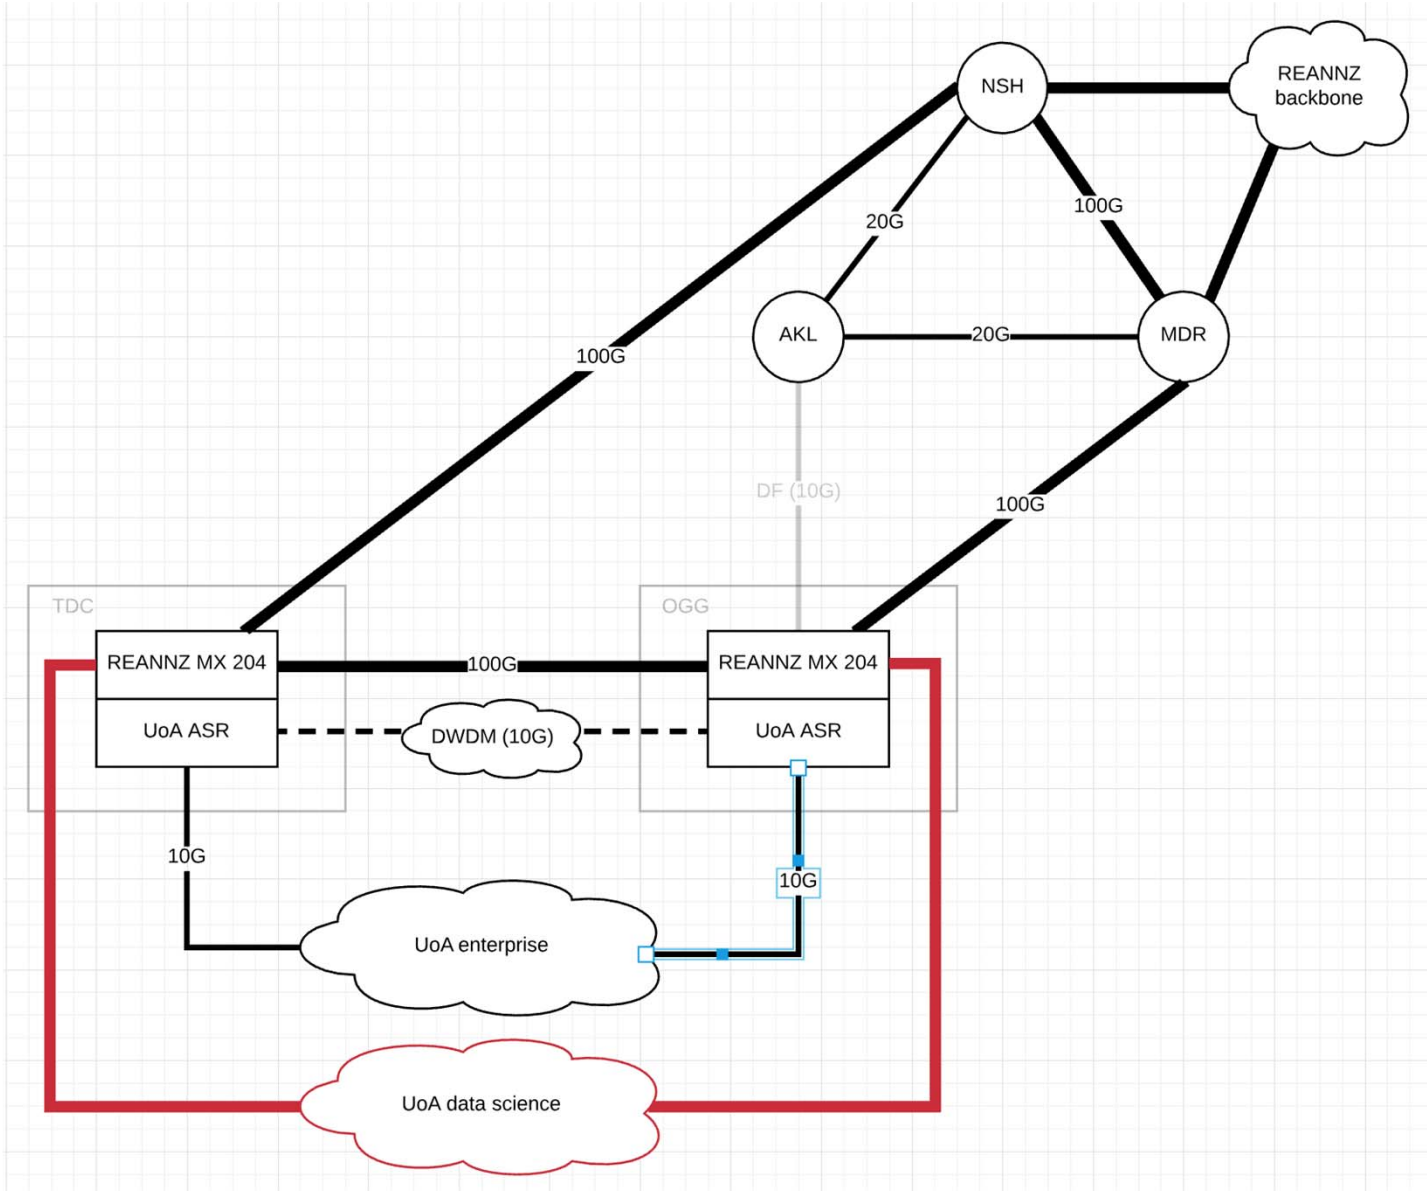 NSH
REANNZ
backbone
20G
100G
AKL
20G
MDR
100G
DF (10G)
100G
TDC
OGG
REANNZ MX 204
100G
REANNZ MX 204
UoA ASR
DWDM (10G)
UoA ASR
10G
10G
UoA enterprise
UoA data science